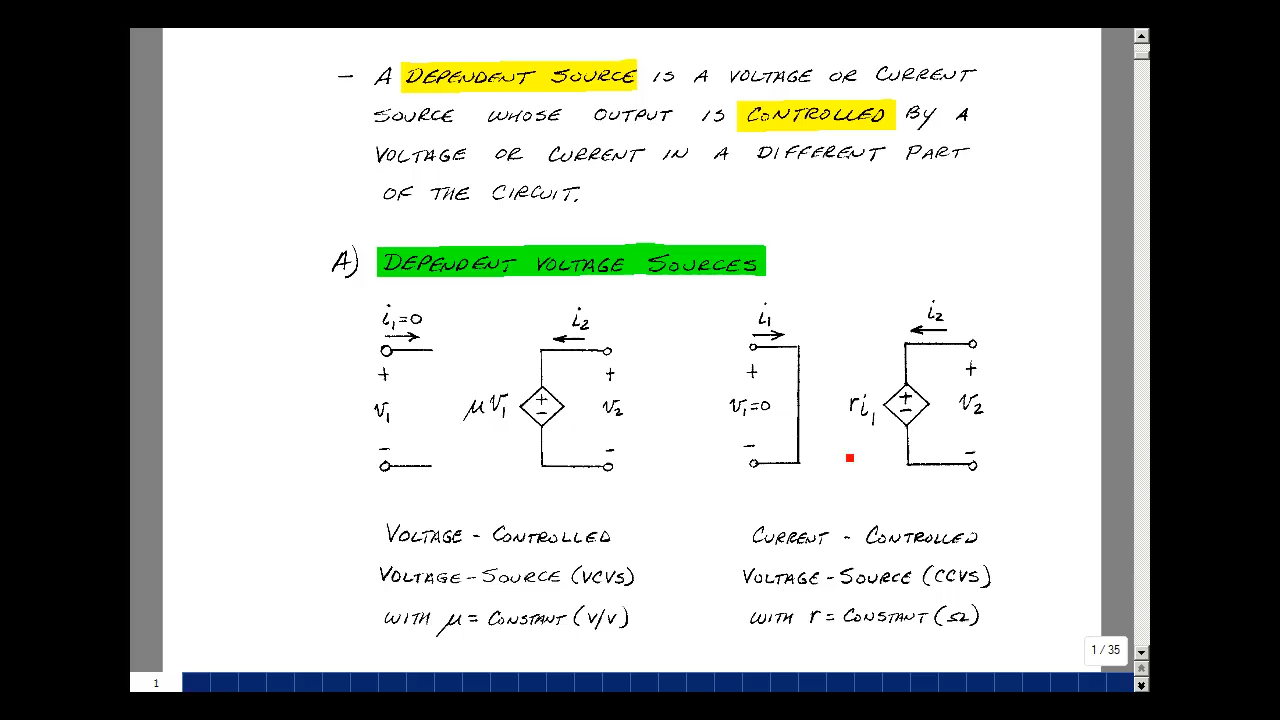 - A DEPENDENT SOURCE IS A VOLTAGE OR CURRENT
SOURCE WHOSE OUTPUT IS CONTROLLED BY A
VOLTAGE OR CURRENT IN A DIFFERENT PART
OF THE CIRCUIT.
A) DEPENDENT VOLTAGE SOURCES
i₁=0
i₂
+
v₁
-
μv₁
+
-
+
v₂
-
i₁
i₂
+
v₁=0
-
ri₁
+
-
+
v₂
-
VOLTAGE - CONTROLLED
VOLTAGE - SOURCE (VCVS)
WITH μ = CONSTANT (V/V)
CURRENT - CONTROLLED
VOLTAGE - SOURCE (CCVS)
WITH r = CONSTANT (Ω)
1 / 35
1